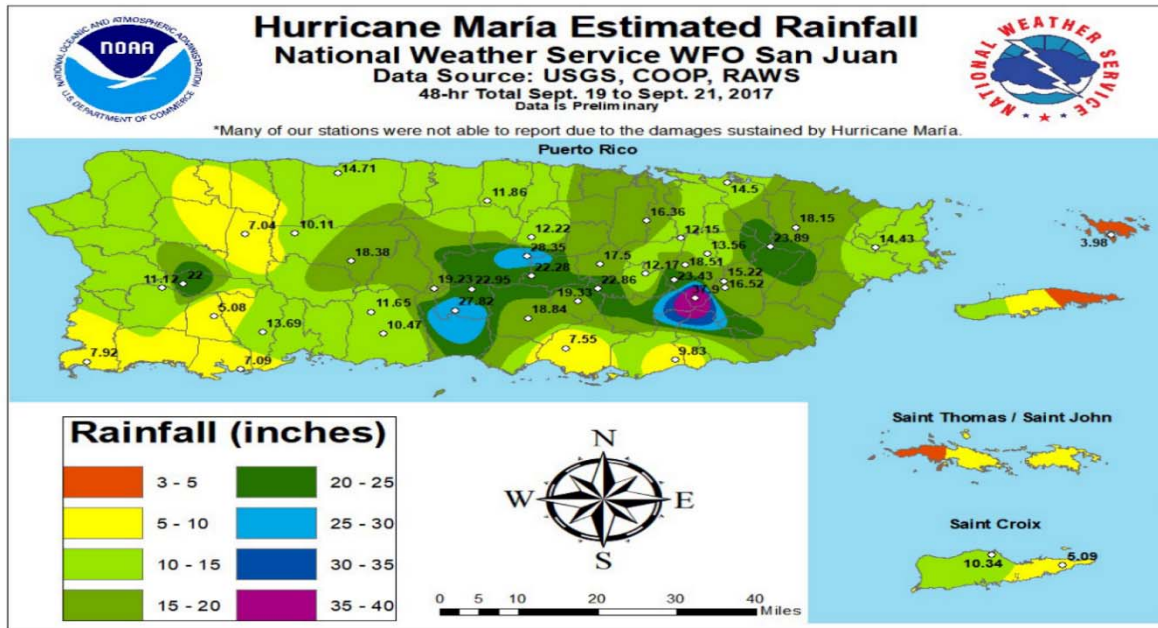 Hurricane María Estimated Rainfall
National Weather Service WFO San Juan
Data Source: USGS, COOP, RAWS
48-hr Total Sept. 19 to Sept. 21, 2017
Data is Preliminary
NOAA
NATIONAL OCEANIC AND ATMOSPHERIC ADMINISTRATION
U.S. DEPARTMENT OF COMMERCE
NATIONAL WEATHER SERVICE
*Many of our stations were not able to report due to the damages sustained by Hurricane María.
Puerto Rico
14.71
14.5
11.86
16.36
18.15
7.04
10.11
12.22
12.15
23.89
14.43
3.98
28.35
13.56
18.38
17.5
18.51
12.17
11.12
22
19.23
22.95
22.28
22.86
23.43
15.22
16.52
37.9
5.08
11.65
27.82
19.33
18.84
13.69
10.47
7.92
7.09
7.55
9.83
Rainfall (inches)
3 - 5
20 - 25
5 - 10
25 - 30
10 - 15
30 - 35
15 - 20
35 - 40
N
W
E
S
0 5 10 20 30 40
Miles
Saint Thomas / Saint John
Saint Croix
10.34
5.09